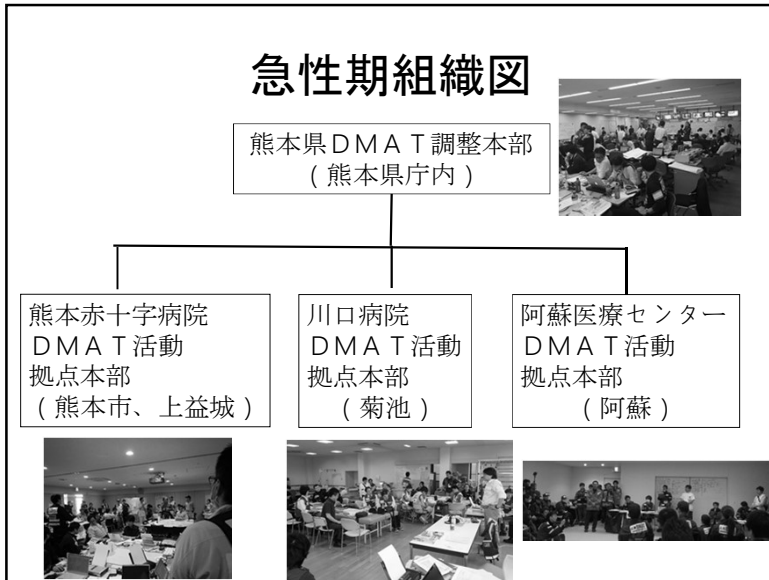 急性期組織図
熊本県DMAT調整本部
(熊本県庁内)
熊本赤十字病院
DMAT活動
拠点本部
(熊本市、上益城)
川口病院
DMAT活動
拠点本部
(菊池)
阿蘇医療センター
DMAT活動
拠点本部
(阿蘇)